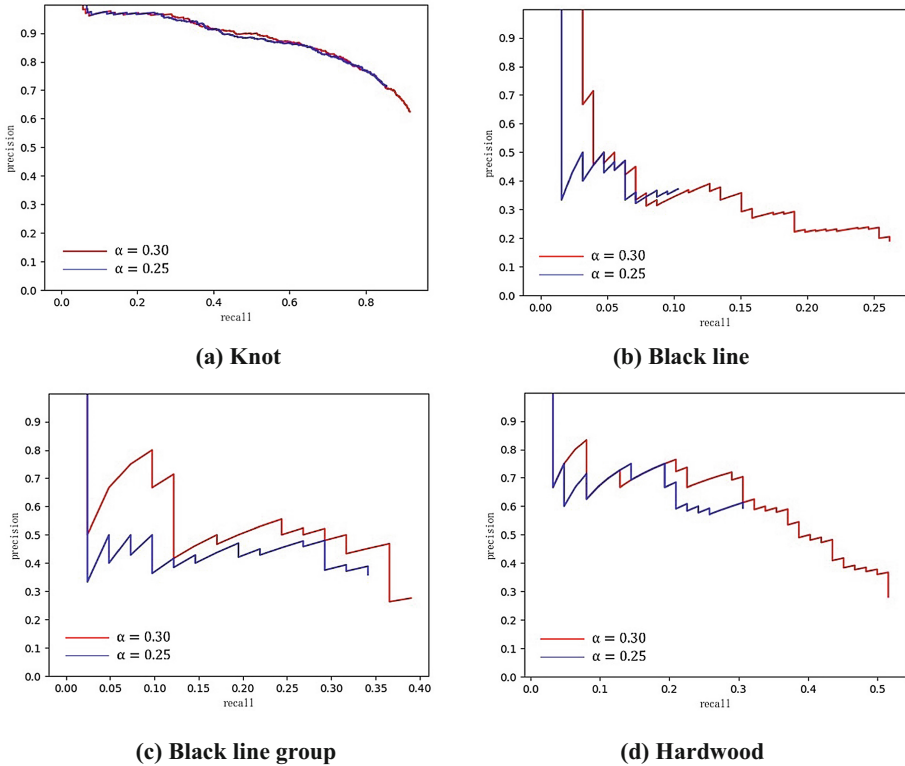 0.9
0.8
0.7
0.6
0.5
0.4
0.3
0.2
0.1
0.0
precision
α = 0.30
α = 0.25
0.0 0.2 0.4 0.6 0.8
recall
(a) Knot
0.9
0.8
0.7
0.6
0.5
0.4
0.3
0.2
0.1
0.0
precision
α = 0.30
α = 0.25
0.00 0.05 0.10 0.15 0.20 0.25
recall
(b) Black line
0.9
0.8
0.7
0.6
0.5
0.4
0.3
0.2
0.1
0.0
precision
α = 0.30
α = 0.25
0.00 0.05 0.10 0.15 0.20 0.25 0.30 0.35 0.40
recall
(c) Black line group
0.9
0.8
0.7
0.6
0.5
0.4
0.3
0.2
0.1
0.0
precision
α = 0.30
α = 0.25
0.0 0.1 0.2 0.3 0.4 0.5
recall
(d) Hardwood